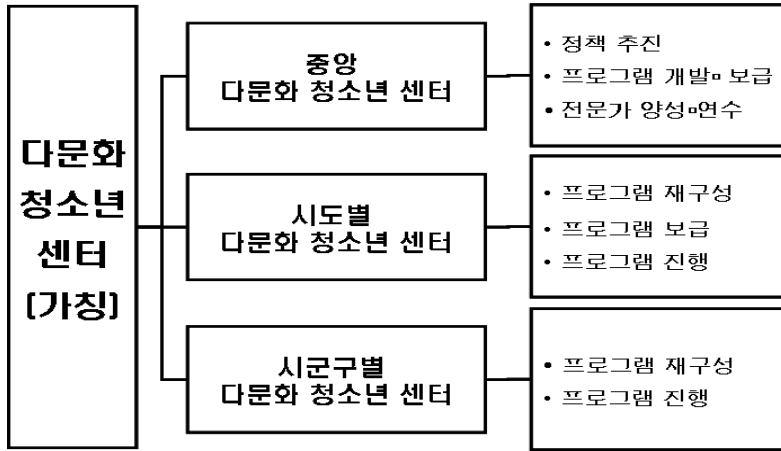 다문화
청소년
센터
(가칭)
중앙
다문화 청소년 센터
• 정책 추진
• 프로그램 개발▫ 보급
• 전문가 양성▫연수
시도별
다문화 청소년 센터
• 프로그램 재구성
• 프로그램 보급
• 프로그램 진행
시군구별
다문화 청소년 센터
• 프로그램 재구성
• 프로그램 진행